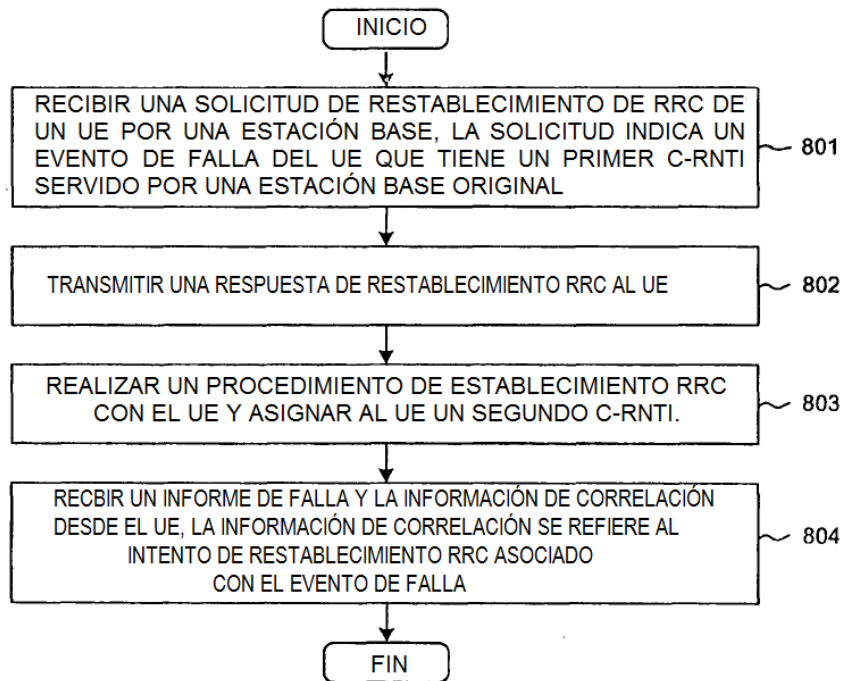 INICIO
RECIBIR UNA SOLICITUD DE RESTABLECIMIENTO DE RRC DE
UN UE POR UNA ESTACIÓN BASE, LA SOLICITUD INDICA UN
EVENTO DE FALLA DEL UE QUE TIENE UN PRIMER C-RNTI
SERVIDO POR UNA ESTACIÓN BASE ORIGINAL
801
TRANSMITIR UNA RESPUESTA DE RESTABLECIMIENTO RRC AL UE
802
REALIZAR UN PROCEDIMIENTO DE ESTABLECIMIENTO RRC
CON EL UE Y ASIGNAR AL UE UN SEGUNDO C-RNTI.
803
RECBIR UN INFORME DE FALLA Y LA INFORMACIÓN DE CORRELACIÓN
DESDE EL UE, LA INFORMACIÓN DE CORRELACIÓN SE REFIERE AL
INTENTO DE RESTABLECIMIENTO RRC ASOCIADO
CON EL EVENTO DE FALLA
804
FIN